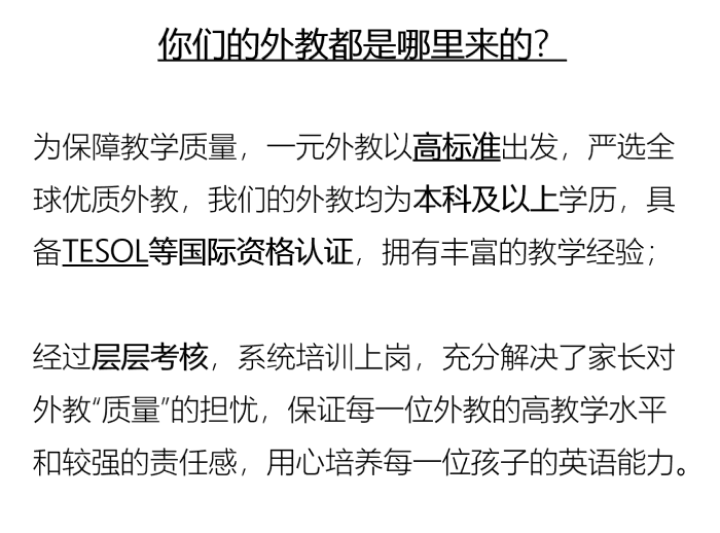 你们的外教都是哪里来的？
为保障教学质量，一元外教以高标准出发，严选全
球优质外教，我们的外教均为本科及以上学历，具
备TESOL等国际资格认证，拥有丰富的教学经验；
经过层层考核，系统培训上岗，充分解决了家长对
外教“质量”的担忧，保证每一位外教的高教学水平
和较强的责任感，用心培养每一位孩子的英语能力。